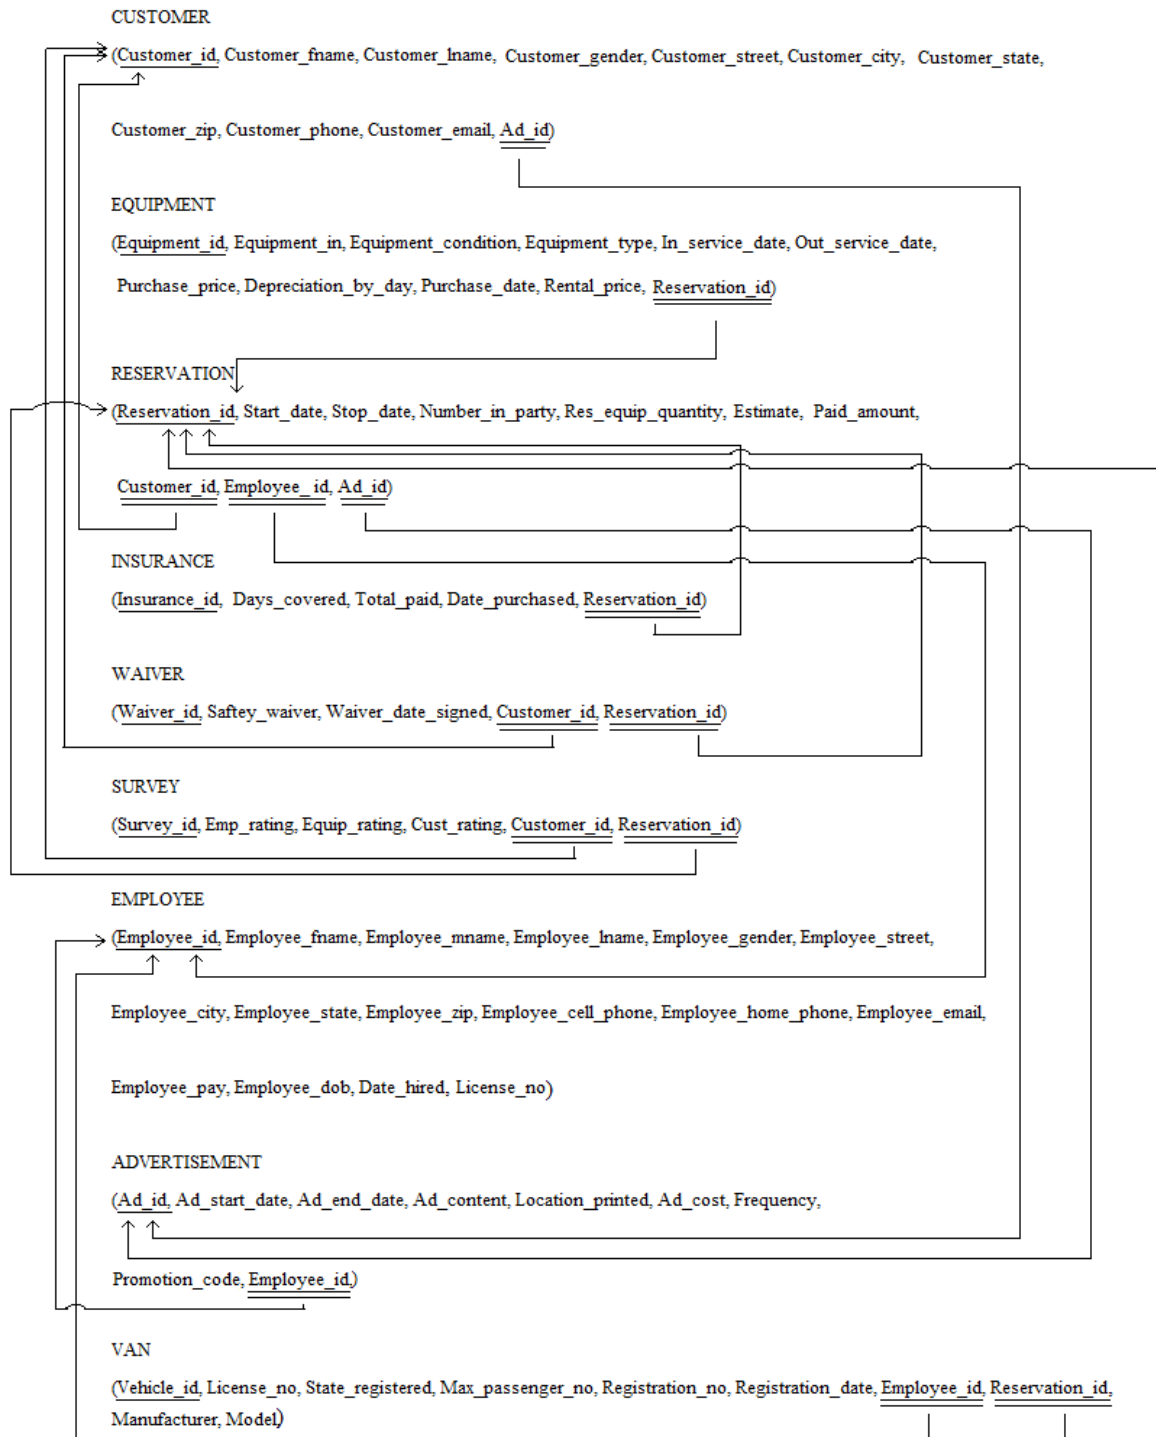 CUSTOMER
(Customer_id, Customer_fname, Customer_lname, Customer_gender, Customer_street, Customer_city, Customer_state,
Customer_zip, Customer_phone, Customer_email, Ad_id)
EQUIPMENT
(Equipment_id, Equipment_in, Equipment_condition, Equipment_type, In_service_date, Out_service_date,
Purchase_price, Depreciation_by_day, Purchase_date, Rental_price, Reservation_id)
RESERVATION
(Reservation_id, Start_date, Stop_date, Number_in_party, Res_equip_quantity, Estimate, Paid_amount,
Customer_id, Employee_ id, Ad_id)
INSURANCE
(Insurance_id, Days_covered, Total_paid, Date_purchased, Reservation_id)
WAIVER
(Waiver_id, Saftey_waiver, Waiver_date_signed, Customer_id, Reservation_id)
SURVEY
(Survey_id, Emp_rating, Equip_rating, Cust_rating, Customer_id, Reservation_id)
EMPLOYEE
(Employee_id, Employee_fname, Employee_mname, Employee_lname, Employee_gender, Employee_street,
Employee_city, Employee_state, Employee_zip, Employee_cell_phone, Employee_home_phone, Employee_email,
Employee_pay, Employee_dob, Date_hired, License_no)
ADVERTISEMENT
(Ad_id, Ad_start_date, Ad_end_date, Ad_content, Location_printed, Ad_cost, Frequency,
Promotion_code, Employee_id,)
VAN
(Vehicle_id, License_no, State_registered, Max_passenger_no, Registration_no, Registration_date, Employee_id, Reservation_id,
Manufacturer, Model)